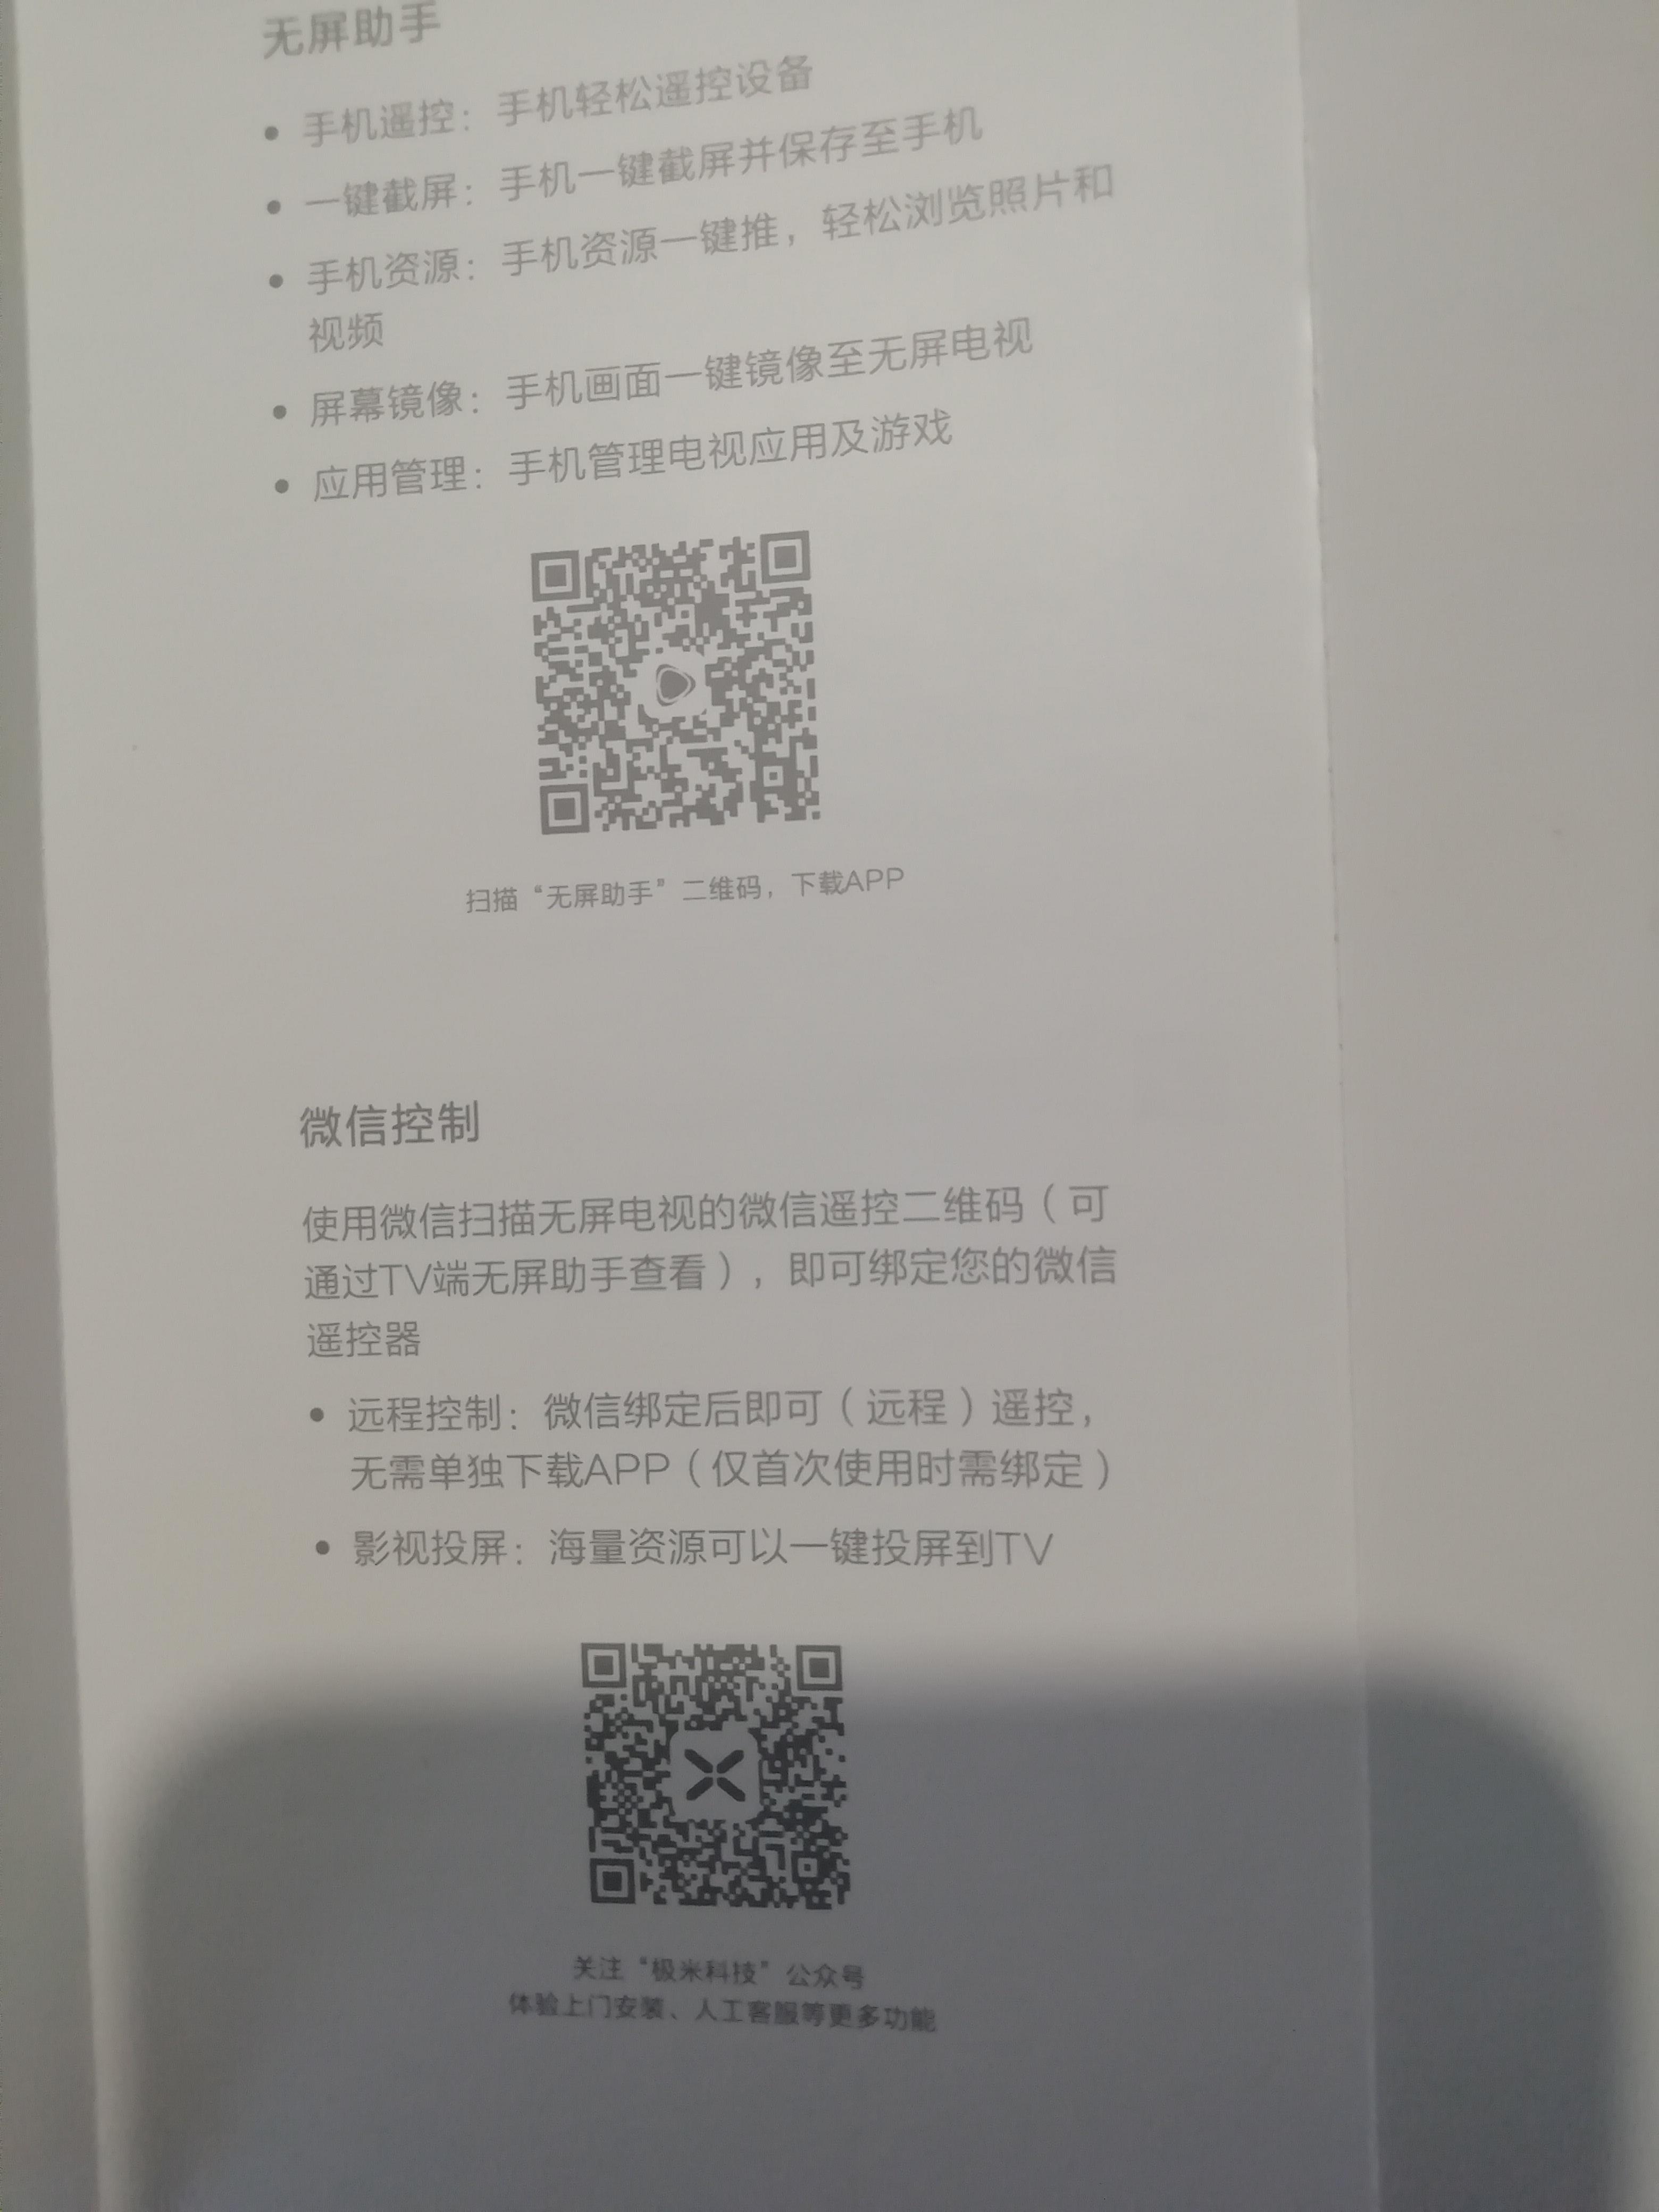 无屏助手
• 手机遥控：手机轻松遥控设备
• 一键截屏：手机一键截屏并保存至手机
• 手机资源：手机资源一键推，轻松浏览照片和
视频
• 屏幕镜像：手机画面一键镜像至无屏电视
• 应用管理：手机管理电视应用及游戏
扫描“无屏助手”二维码，下载APP
微信控制
使用微信扫描无屏电视的微信遥控二维码（可
通过TV端无屏助手查看），即可绑定您的微信
遥控器
• 远程控制：微信绑定后即可（远程）遥控，
无需单独下载APP（仅首次使用时需绑定）
• 影视投屏：海量资源可以一键投屏到TV
关注“极米科技”公众号
体验上门安装、人工客服等更多功能